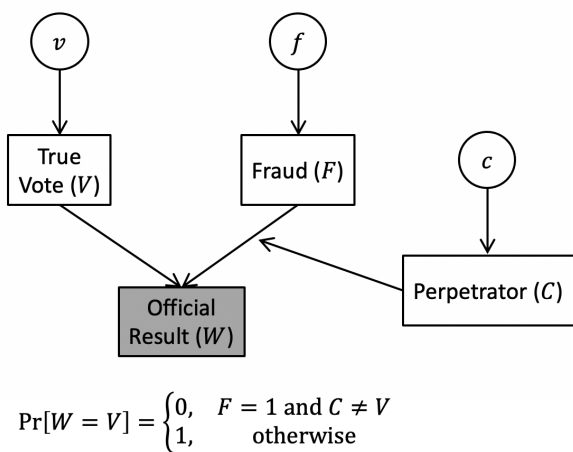 v
f
c
True
Vote (V)
Fraud (F)
Perpetrator (C)
Official
Result (W)
Pr[W = V] = {0, F = 1 and C ≠ V
1, otherwise